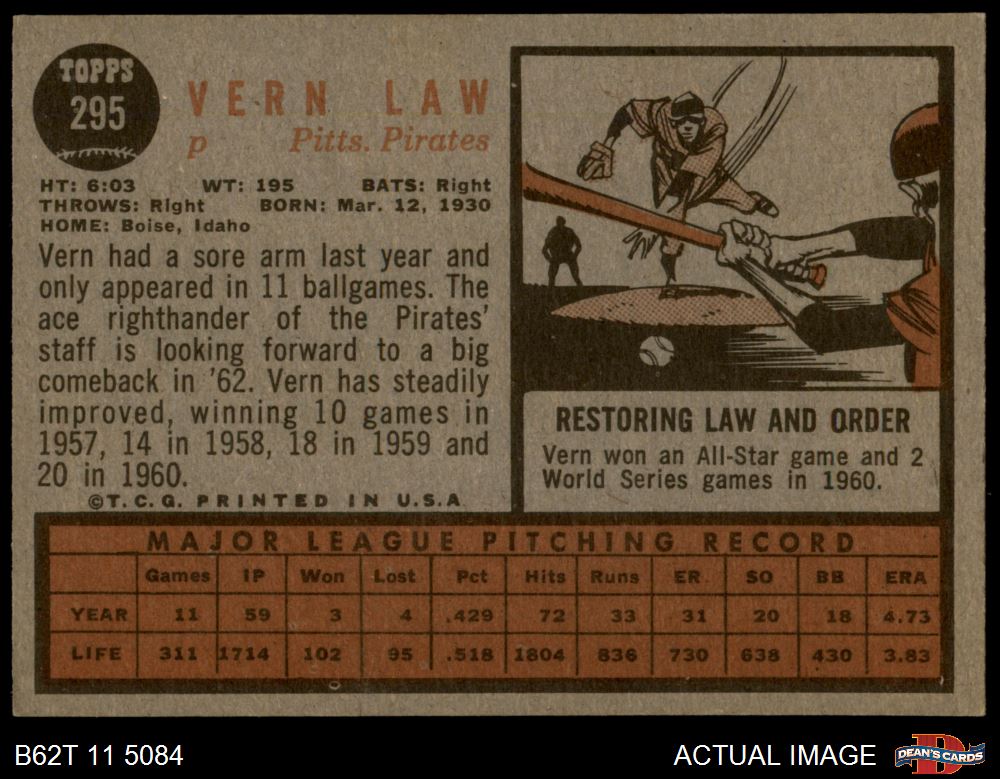 TOPPS
295
VERN LAW
p Pitts. Pirates
HT: 6:03 WT: 195 BATS: Right
THROWS: Right BORN: Mar. 12, 1930
HOME: Boise, Idaho
Vern had a sore arm last year and
only appeared in 11 ballgames. The
ace righthander of the Pirates'
staff is looking forward to a big
comeback in '62. Vern has steadily
improved, winning 10 games in
1957, 14 in 1958, 18 in 1959 and
20 in 1960.
©T.C.G. PRINTED IN U.S.A
RESTORING LAW AND ORDER
Vern won an All-Star game and 2
World Series games in 1960.
MAJOR LEAGUE PITCHING RECORD
Games IP Won Lost Pct Hits Runs ER SO BB ERA
YEAR 11 59 3 4 .429 72 33 31 20 18 4.73
LIFE 311 1714 102 95 .518 1804 836 730 638 430 3.83
B62T 11 5084 ACTUAL IMAGE D DEAN'S CARDS